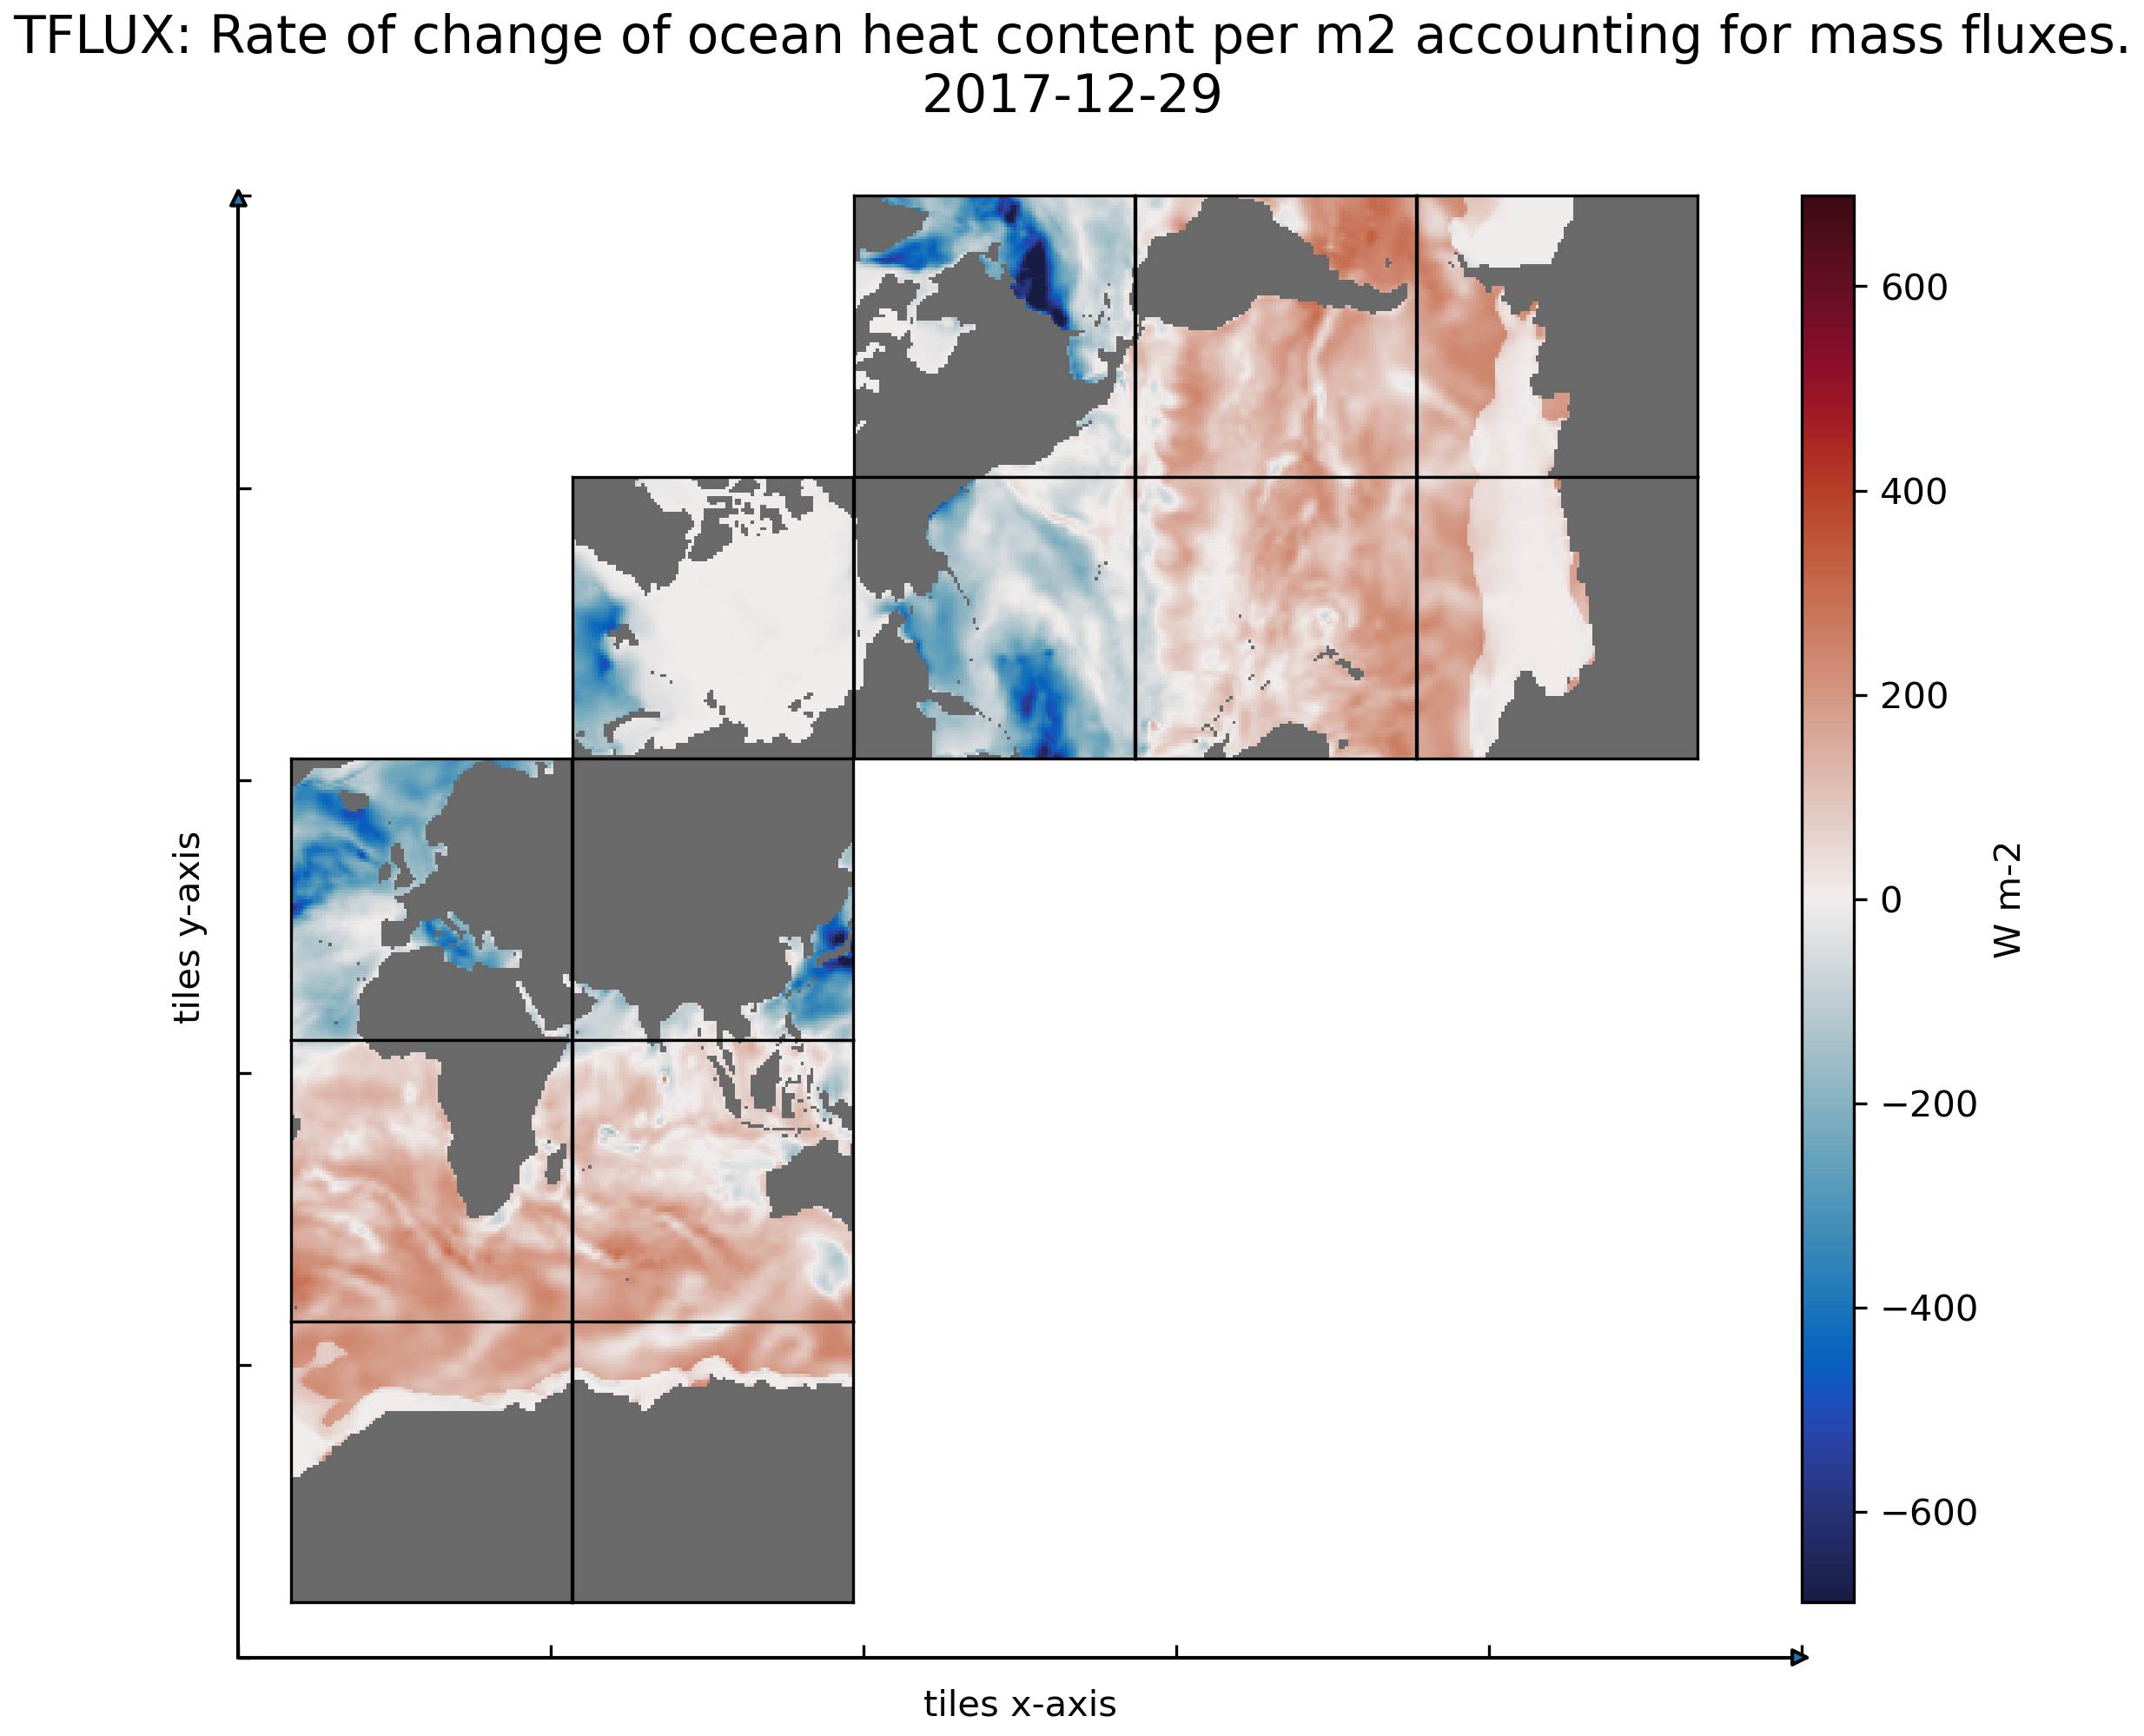 TFLUX: Rate of change of ocean heat content per m2 accounting for mass fluxes.
2017-12-29
600
400
200
0
−200
−400
−600
W m-2
tiles y-axis
tiles x-axis